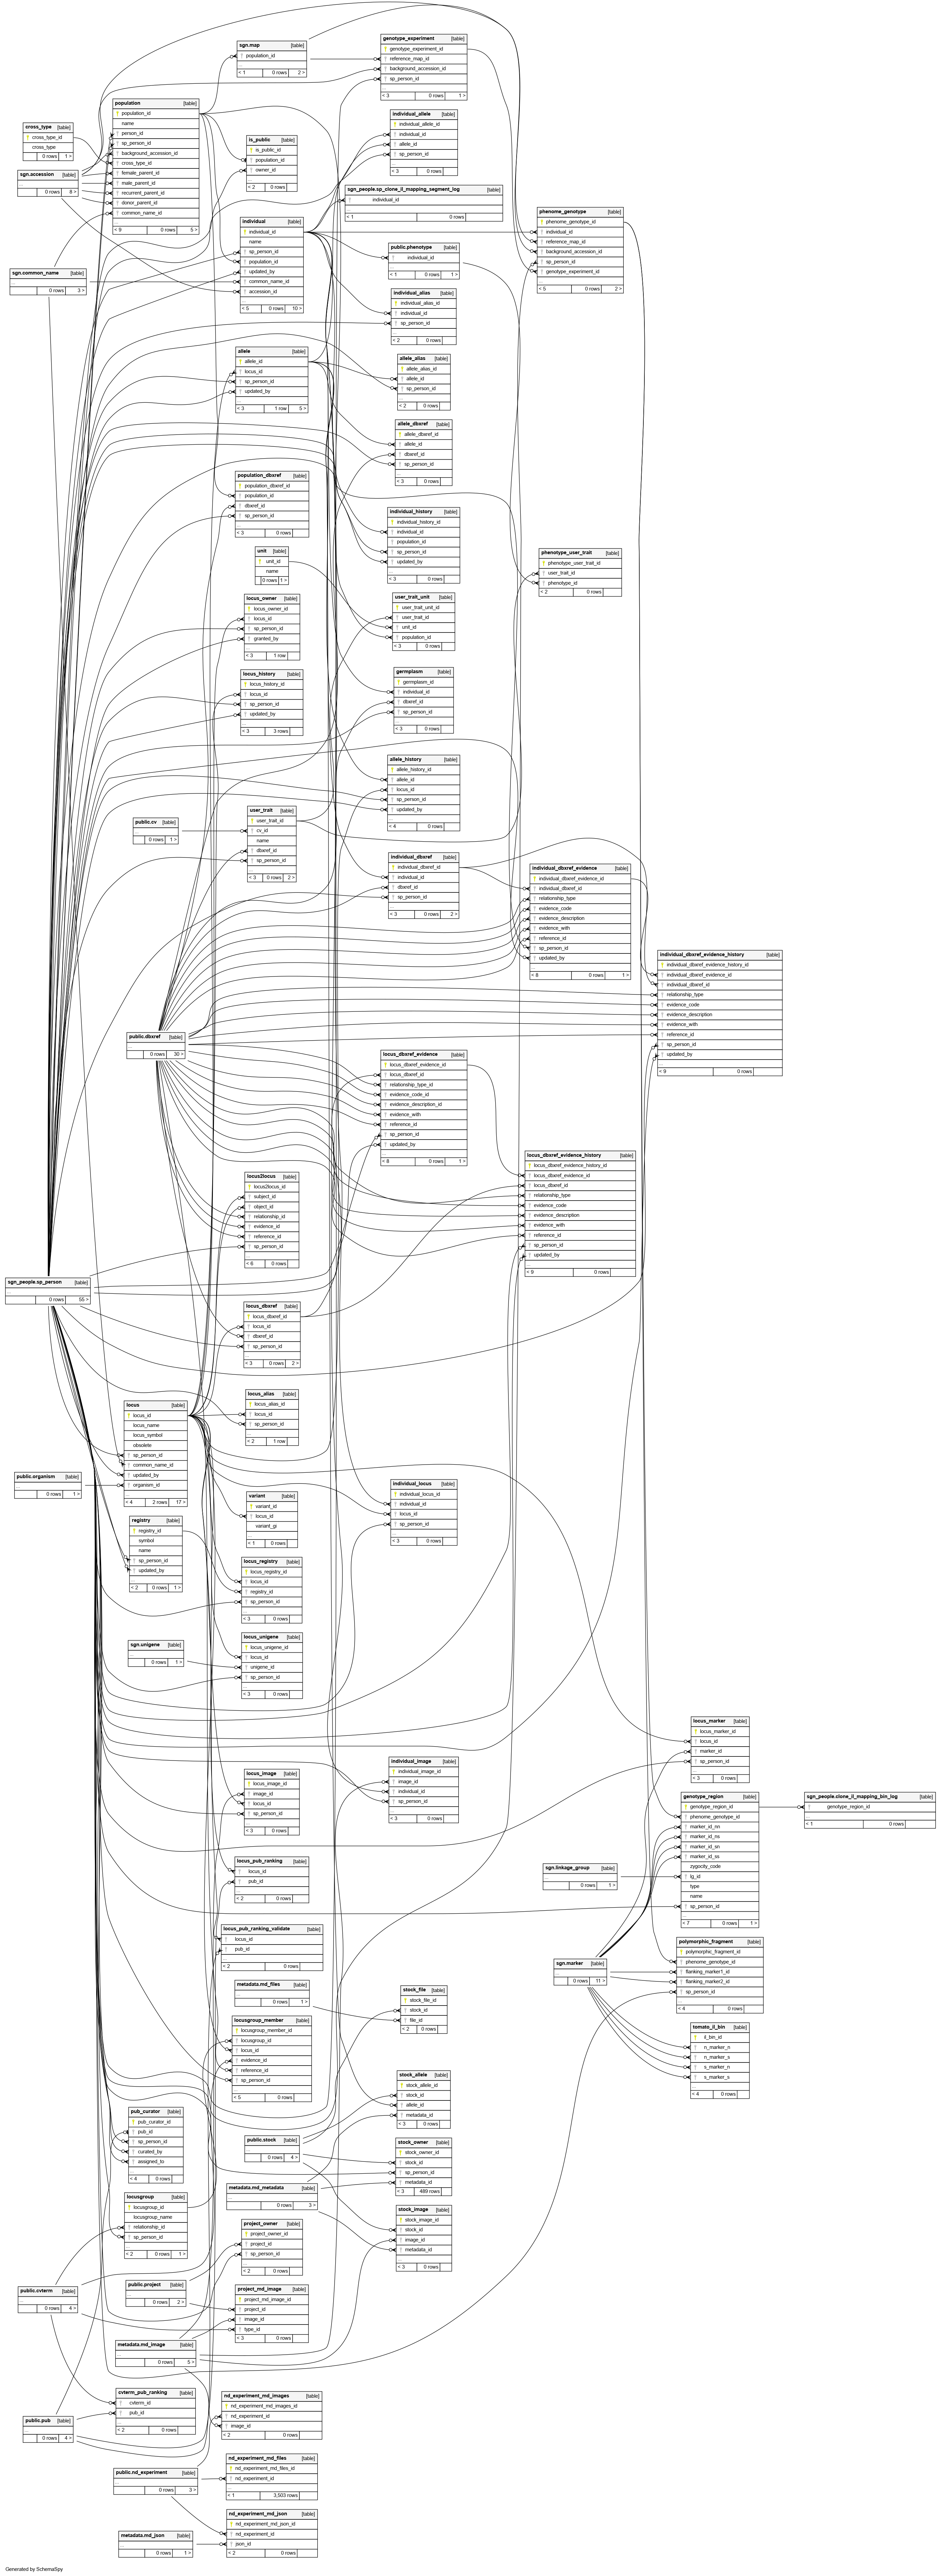 sgn.map [table]
population_id
...
< 1 0 rows 2 >
genotype_experiment [table]
genotype_experiment_id
reference_map_id
background_accession_id
sp_person_id
...
< 3 0 rows 1 >
population [table]
population_id
name
person_id
sp_person_id
background_accession_id
cross_type_id
female_parent_id
male_parent_id
recurrent_parent_id
donor_parent_id
common_name_id
...
< 9 0 rows 5 >
cross_type [table]
cross_type_id
cross_type
0 rows 1 >
sgn.accession [table]
...
0 rows 8 >
is_public [table]
is_public_id
population_id
owner_id
< 2 0 rows
individual_allele [table]
individual_allele_id
individual_id
allele_id
sp_person_id
...
< 3 0 rows
sgn_people.sp_clone_il_mapping_segment_log [table]
individual_id
...
< 1 0 rows
individual [table]
individual_id
name
sp_person_id
population_id
updated_by
common_name_id
accession_id
...
< 5 0 rows 10 >
phenome_genotype [table]
phenome_genotype_id
individual_id
reference_map_id
background_accession_id
sp_person_id
genotype_experiment_id
...
< 5 0 rows 2 >
public.phenotype [table]
individual_id
...
< 1 0 rows 1 >
sgn.common_name [table]
...
0 rows 3 >
individual_alias [table]
individual_alias_id
individual_id
sp_person_id
...
< 2 0 rows
allele [table]
allele_id
locus_id
sp_person_id
updated_by
...
< 3 1 row 5 >
allele_alias [table]
allele_alias_id
allele_id
sp_person_id
...
< 2 0 rows
allele_dbxref [table]
allele_dbxref_id
allele_id
dbxref_id
sp_person_id
...
< 3 0 rows
population_dbxref [table]
population_dbxref_id
population_id
dbxref_id
sp_person_id
...
< 3 0 rows
individual_history [table]
individual_history_id
individual_id
population_id
sp_person_id
updated_by
...
< 3 0 rows
unit [table]
unit_id
name
0 rows 1 >
phenotype_user_trait [table]
phenotype_user_trait_id
user_trait_id
phenotype_id
< 2 0 rows
locus_owner [table]
locus_owner_id
locus_id
sp_person_id
granted_by
...
< 3 1 row
user_trait_unit [table]
user_trait_unit_id
user_trait_id
unit_id
population_id
< 3 0 rows
locus_history [table]
locus_history_id
locus_id
sp_person_id
updated_by
...
< 3 3 rows
germplasm [table]
germplasm_id
individual_id
dbxref_id
sp_person_id
...
< 3 0 rows
allele_history [table]
allele_history_id
allele_id
locus_id
sp_person_id
updated_by
...
< 4 0 rows
public.cv [table]
...
0 rows 1 >
user_trait [table]
user_trait_id
cv_id
name
dbxref_id
sp_person_id
...
< 3 0 rows 2 >
individual_dbxref [table]
individual_dbxref_id
individual_id
dbxref_id
sp_person_id
...
< 3 0 rows 2 >
individual_dbxref_evidence [table]
individual_dbxref_evidence_id
individual_dbxref_id
relationship_type
evidence_code
evidence_description
evidence_with
reference_id
sp_person_id
updated_by
...
< 8 0 rows 1 >
individual_dbxref_evidence_history [table]
individual_dbxref_evidence_history_id
individual_dbxref_evidence_id
individual_dbxref_id
relationship_type
evidence_code
evidence_description
evidence_with
reference_id
sp_person_id
updated_by
...
< 9 0 rows
public.dbxref [table]
...
0 rows 30 >
locus_dbxref_evidence [table]
locus_dbxref_evidence_id
locus_dbxref_id
relationship_type_id
evidence_code_id
evidence_description_id
evidence_with
reference_id
sp_person_id
updated_by
...
< 8 0 rows 1 >
locus_dbxref_evidence_history [table]
locus_dbxref_evidence_history_id
locus_dbxref_evidence_id
locus_dbxref_id
relationship_type
evidence_code
evidence_description
evidence_with
reference_id
sp_person_id
updated_by
...
< 9 0 rows
locus2locus [table]
locus2locus_id
subject_id
object_id
relationship_id
evidence_id
reference_id
sp_person_id
...
< 6 0 rows
sgn_people.sp_person [table]
...
0 rows 55 >
locus_dbxref [table]
locus_dbxref_id
locus_id
dbxref_id
sp_person_id
...
< 3 0 rows 2 >
locus_alias [table]
locus_alias_id
locus_id
sp_person_id
...
< 2 1 row
locus [table]
locus_id
locus_name
locus_symbol
obsolete
sp_person_id
common_name_id
updated_by
organism_id
...
< 4 2 rows 17 >
public.organism [table]
...
0 rows 1 >
individual_locus [table]
individual_locus_id
individual_id
locus_id
sp_person_id
...
< 3 0 rows
variant [table]
variant_id
locus_id
variant_gi
...
< 1 0 rows
registry [table]
registry_id
symbol
name
sp_person_id
updated_by
...
< 2 0 rows 1 >
locus_registry [table]
locus_registry_id
locus_id
registry_id
sp_person_id
...
< 3 0 rows
locus_unigene [table]
locus_unigene_id
locus_id
unigene_id
sp_person_id
...
< 3 0 rows
sgn.unigene [table]
...
0 rows 1 >
locus_marker [table]
locus_marker_id
locus_id
marker_id
sp_person_id
...
< 3 0 rows
individual_image [table]
individual_image_id
image_id
individual_id
sp_person_id
...
< 3 0 rows
locus_image [table]
locus_image_id
image_id
locus_id
sp_person_id
...
< 3 0 rows
genotype_region [table]
genotype_region_id
phenome_genotype_id
marker_id_nn
marker_id_ns
marker_id_sn
marker_id_ss
zygocity_code
lg_id
type
name
sp_person_id
...
< 7 0 rows 1 >
sgn_people.clone_il_mapping_bin_log [table]
genotype_region_id
...
< 1 0 rows
locus_pub_ranking [table]
locus_id
pub_id
...
< 2 0 rows
sgn.linkage_group [table]
...
0 rows 1 >
locus_pub_ranking_validate [table]
locus_id
pub_id
...
< 2 0 rows
polymorphic_fragment [table]
polymorphic_fragment_id
phenome_genotype_id
flanking_marker1_id
flanking_marker2_id
sp_person_id
...
< 4 0 rows
sgn.marker [table]
...
0 rows 11 >
metadata.md_files [table]
...
0 rows 1 >
stock_file [table]
stock_file_id
stock_id
file_id
< 2 0 rows
locusgroup_member [table]
locusgroup_member_id
locusgroup_id
locus_id
evidence_id
reference_id
sp_person_id
...
< 5 0 rows
tomato_il_bin [table]
il_bin_id
n_marker_n
n_marker_s
s_marker_n
s_marker_s
...
< 4 0 rows
stock_allele [table]
stock_allele_id
stock_id
allele_id
metadata_id
< 3 0 rows
pub_curator [table]
pub_curator_id
pub_id
sp_person_id
curated_by
assigned_to
...
< 4 0 rows
public.stock [table]
...
0 rows 4 >
stock_owner [table]
stock_owner_id
stock_id
sp_person_id
metadata_id
< 3 489 rows
metadata.md_metadata [table]
...
0 rows 3 >
locusgroup [table]
locusgroup_id
locusgroup_name
relationship_id
sp_person_id
...
< 2 0 rows 1 >
stock_image [table]
stock_image_id
stock_id
image_id
metadata_id
...
< 3 0 rows
project_owner [table]
project_owner_id
project_id
sp_person_id
...
< 2 0 rows
public.project [table]
...
0 rows 2 >
public.cvterm [table]
...
0 rows 4 >
project_md_image [table]
project_md_image_id
project_id
image_id
type_id
< 3 0 rows
metadata.md_image [table]
...
0 rows 5 >
cvterm_pub_ranking [table]
cvterm_id
pub_id
...
< 2 0 rows
nd_experiment_md_images [table]
nd_experiment_md_images_id
nd_experiment_id
image_id
< 2 0 rows
public.pub [table]
...
0 rows 4 >
nd_experiment_md_files [table]
nd_experiment_md_files_id
nd_experiment_id
...
< 1 3,503 rows
public.nd_experiment [table]
...
0 rows 3 >
nd_experiment_md_json [table]
nd_experiment_md_json_id
nd_experiment_id
json_id
< 2 0 rows
metadata.md_json [table]
...
0 rows 1 >
Generated by SchemaSpy